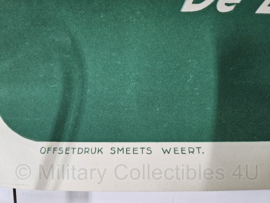 De
OFFSETDRUK SMEETS WEERT.
© Military Collectibles 4U